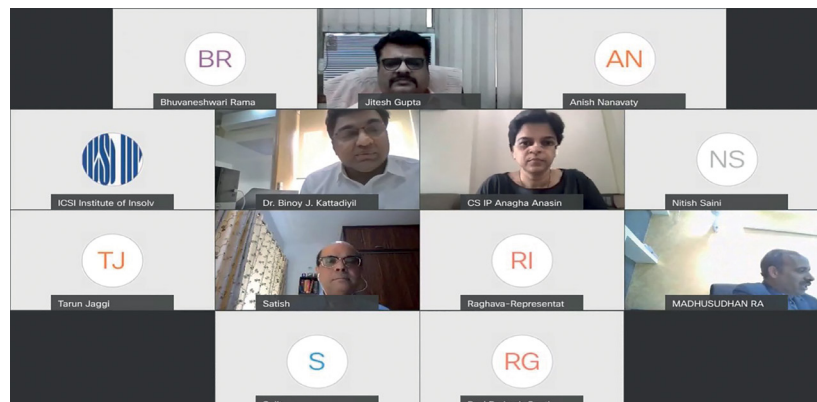 BR
Bhuvaneshwari Rama
Jitesh Gupta
AN
Anish Nanavaty
ICSI Institute of Insolv
Dr. Binoy J. Kattadiyil
CS IP Anagha Anasin
NS
Nitish Saini
TJ
Tarun Jaggi
Satish
RI
Raghava-Representat
MADHUSUDHAN RA
S
RG